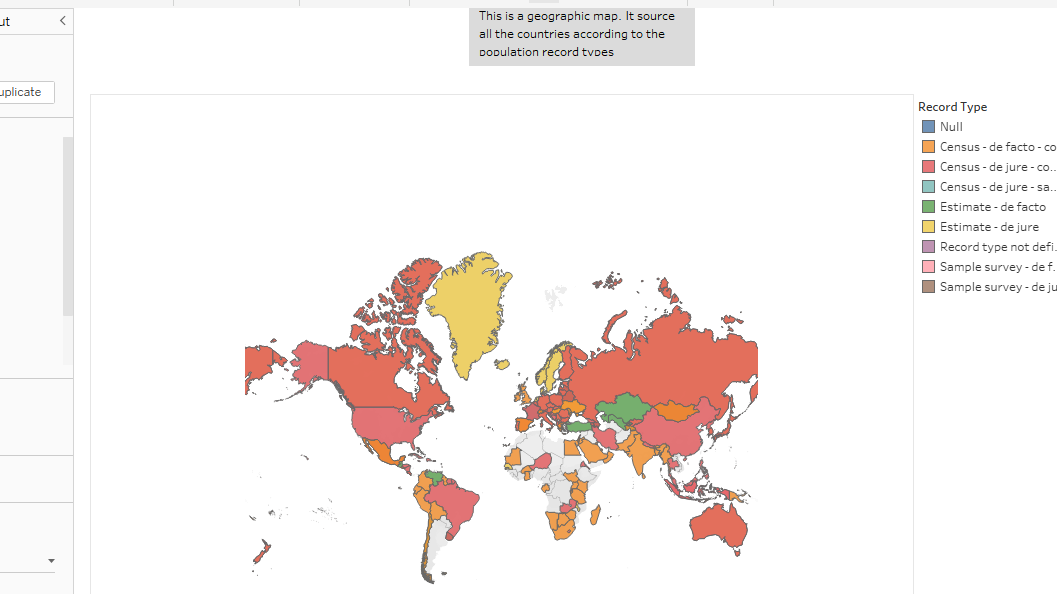 ut
This is a geographic map. It source
all the countries according to the
population record types
uplicate
Record Type
Null
Census - de facto - co
Census - de jure - co...
Census - de jure - sa...
Estimate - de facto
Estimate - de jure
Record type not defi.
Sample survey - de f.
Sample survey - de ju